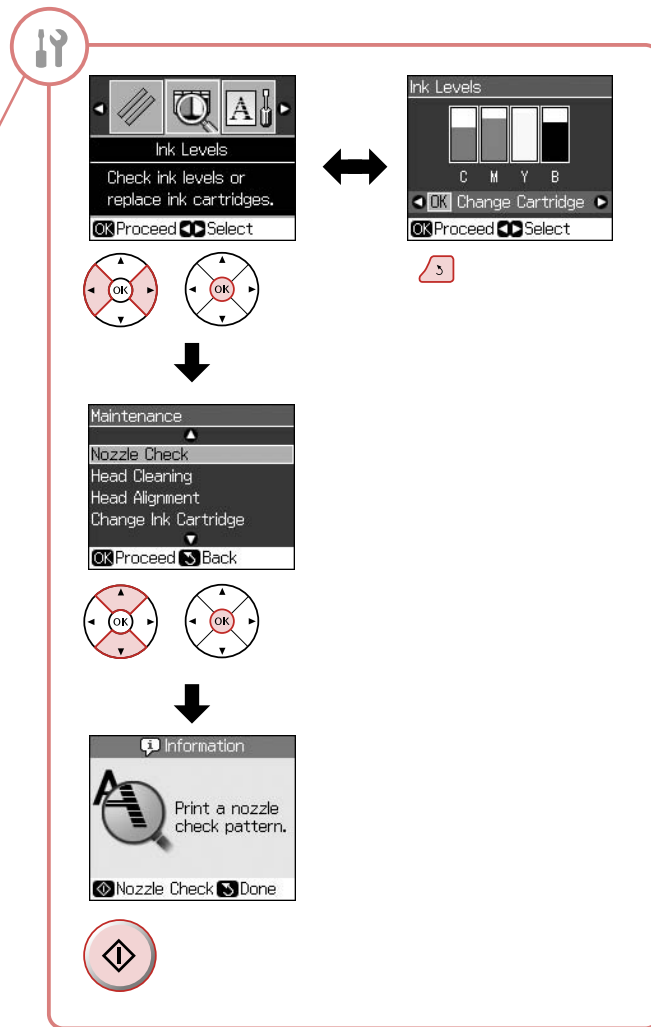 Ink Levels
Check ink levels or
replace ink cartridges.
OK Proceed Select
Ink Levels
C M Y B
OK Change Cartridge
OK Proceed Select
OK
OK
Maintenance
Nozzle Check
Head Cleaning
Head Alignment
Change Ink Cartridge
OK Proceed Back
OK
OK
i Information
Print a nozzle
check pattern.
Nozzle Check Done